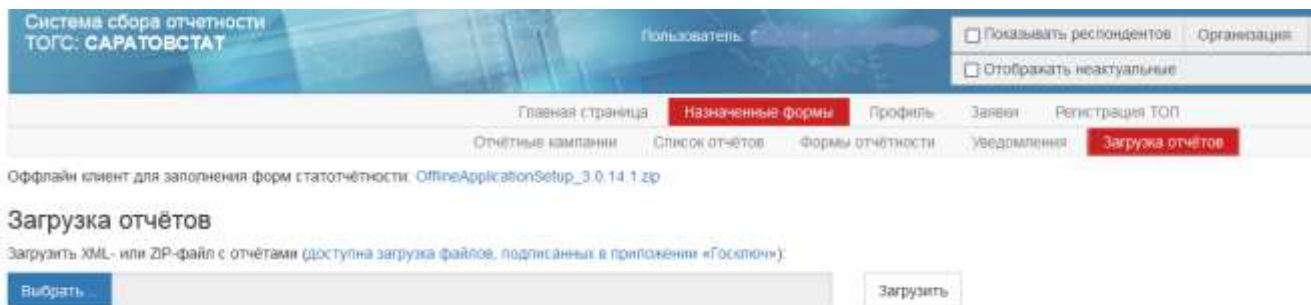 Система сбора отчетности
ТОГС: САРАТОВСТАТ
Пользователь:
Показывать респондентов Организация
Отображать неактуальные
Главная страница Назначенные формы Профиль Заявки Регистрация ТОП
Отчётные кампании Список отчётов Формы отчётности Уведомления Загрузка отчётов
Оффлайн клиент для заполнения форм статотчётности: OfflineApplicationSetup_3.0.14.1.zip
Загрузка отчётов
Загрузить XML- или ZIP-файл с отчётами (доступна загрузка файлов, подписанных в приложении «Госключ»):
Выбрать ... Загрузить